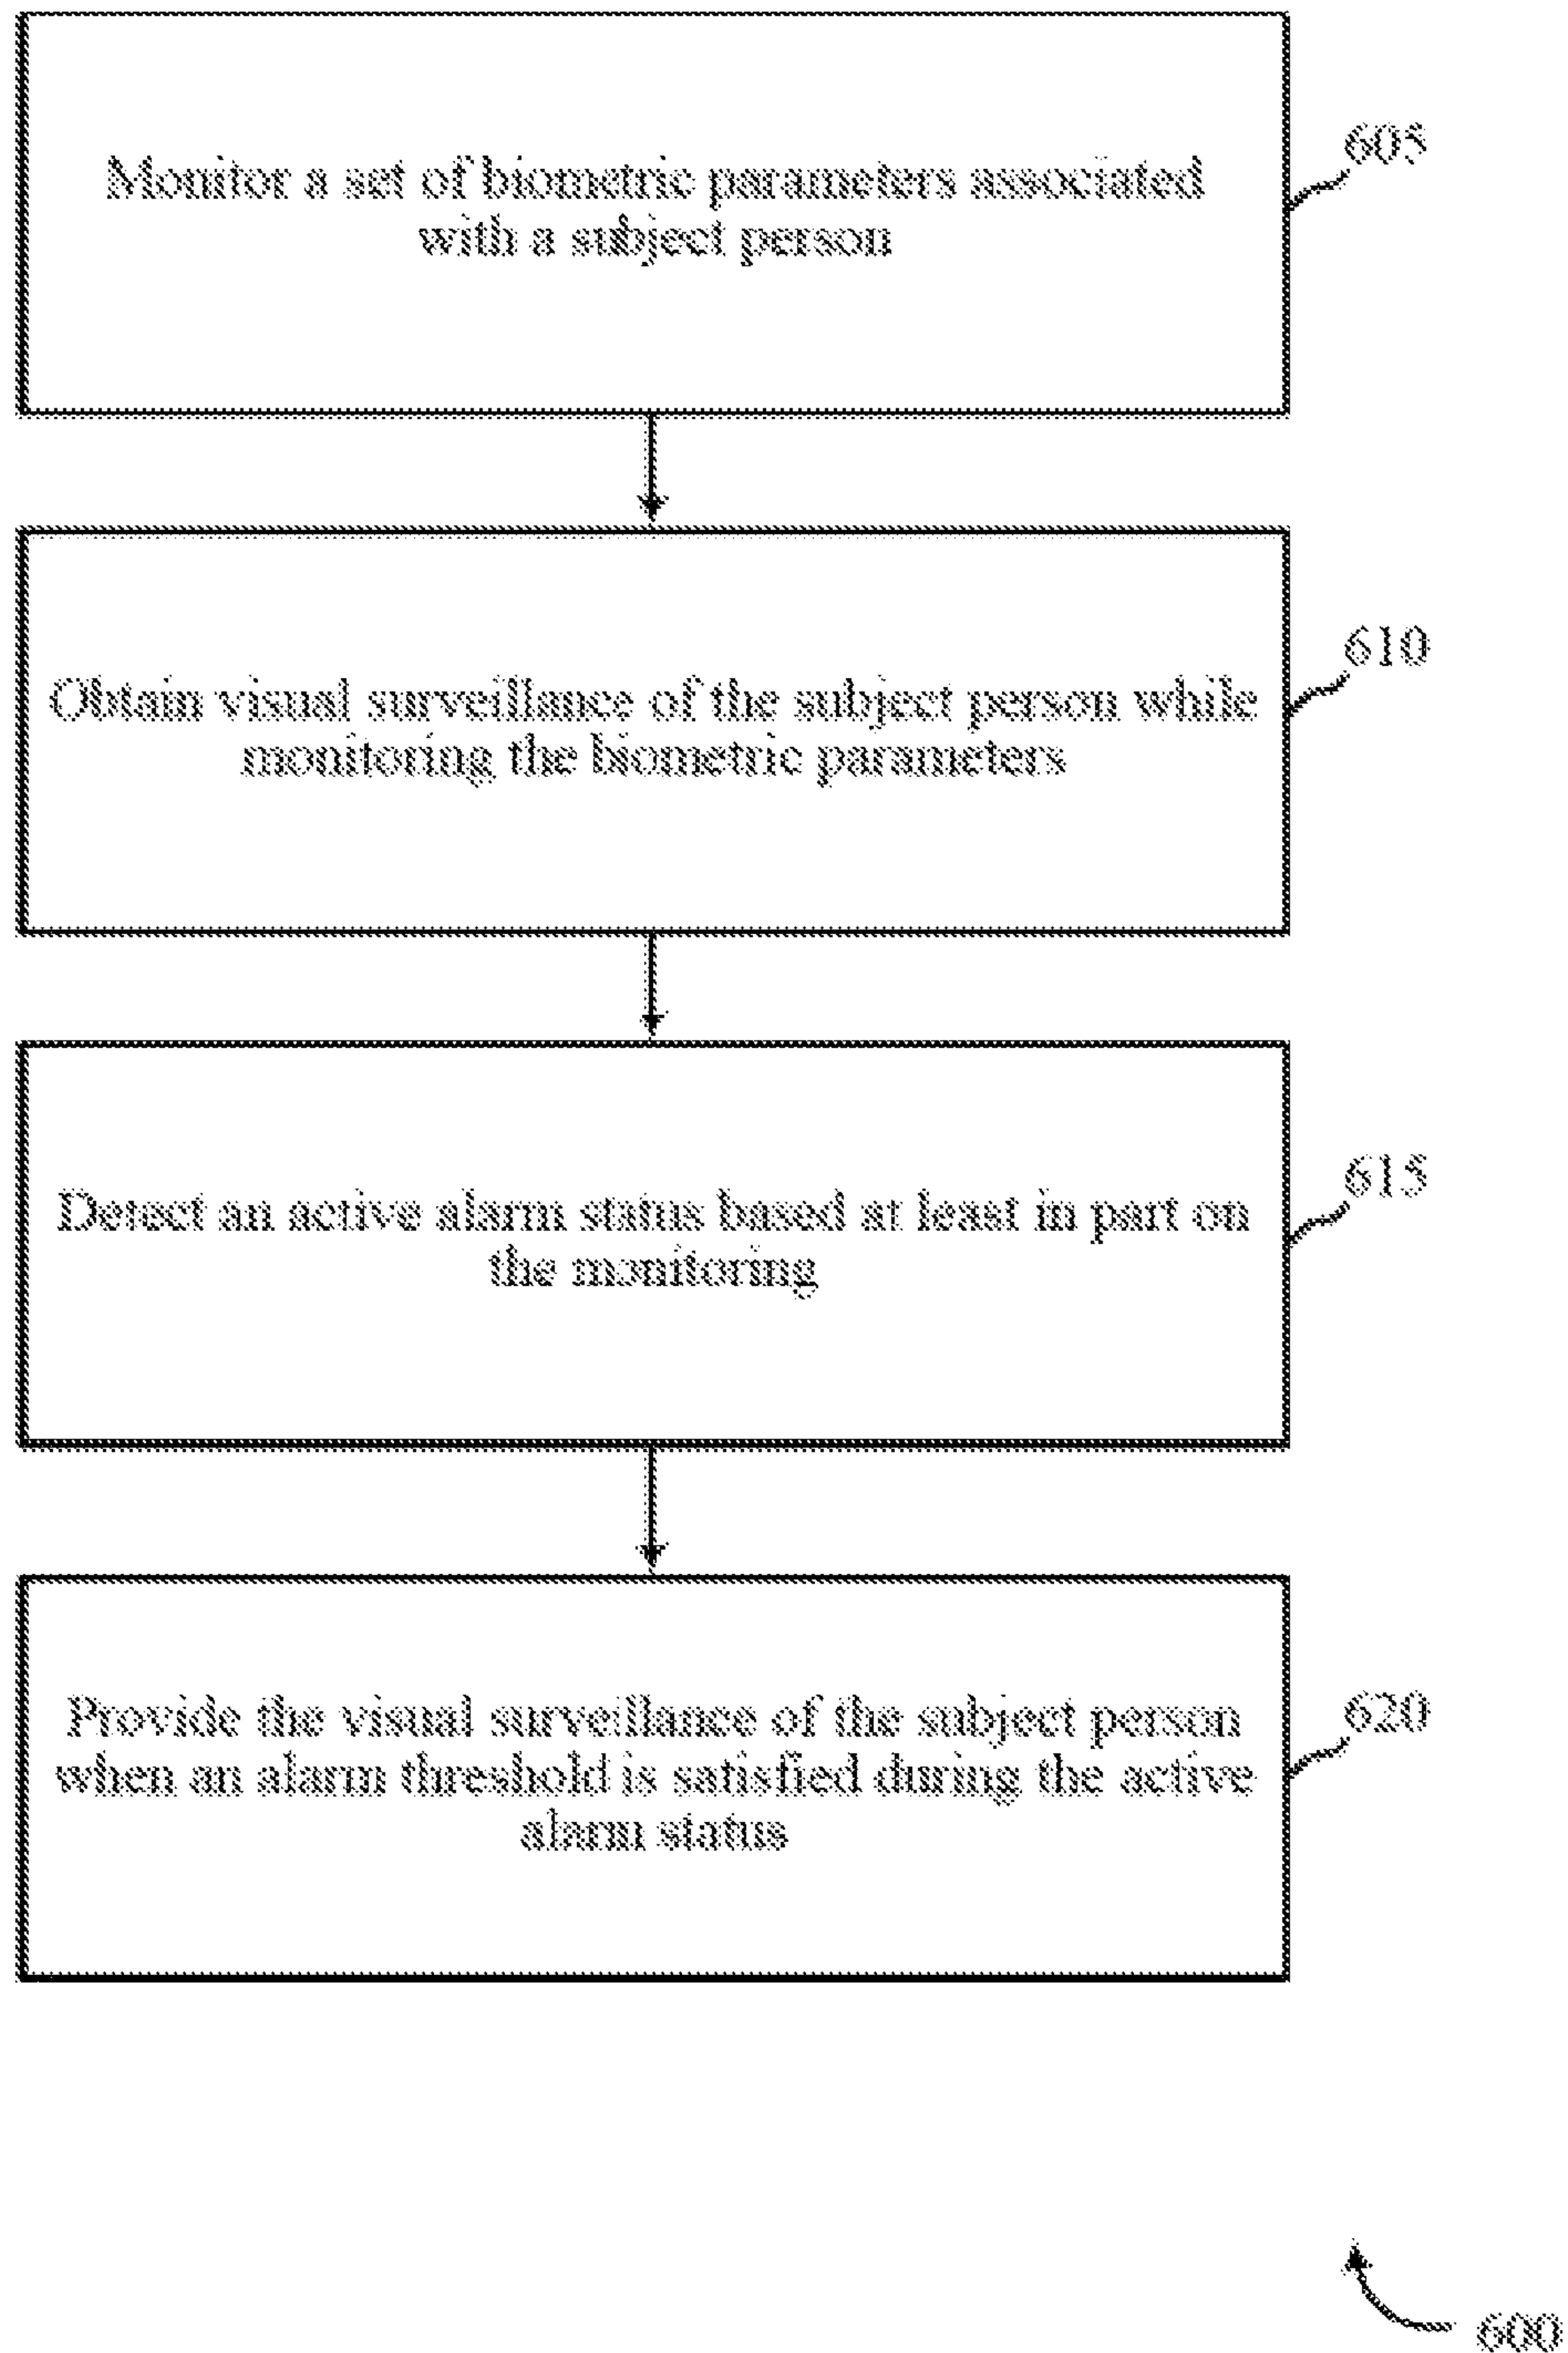 Monitor a set of biometric parameters associated
with a subject person
605
Obtain visual surveillance of the subject person while
monitoring the biometric parameters
610
Detect an active alarm status based at least in part on
the monitoring
615
Provide the visual surveillance of the subject person
when an alarm threshold is satisfied during the active
alarm status
620
600